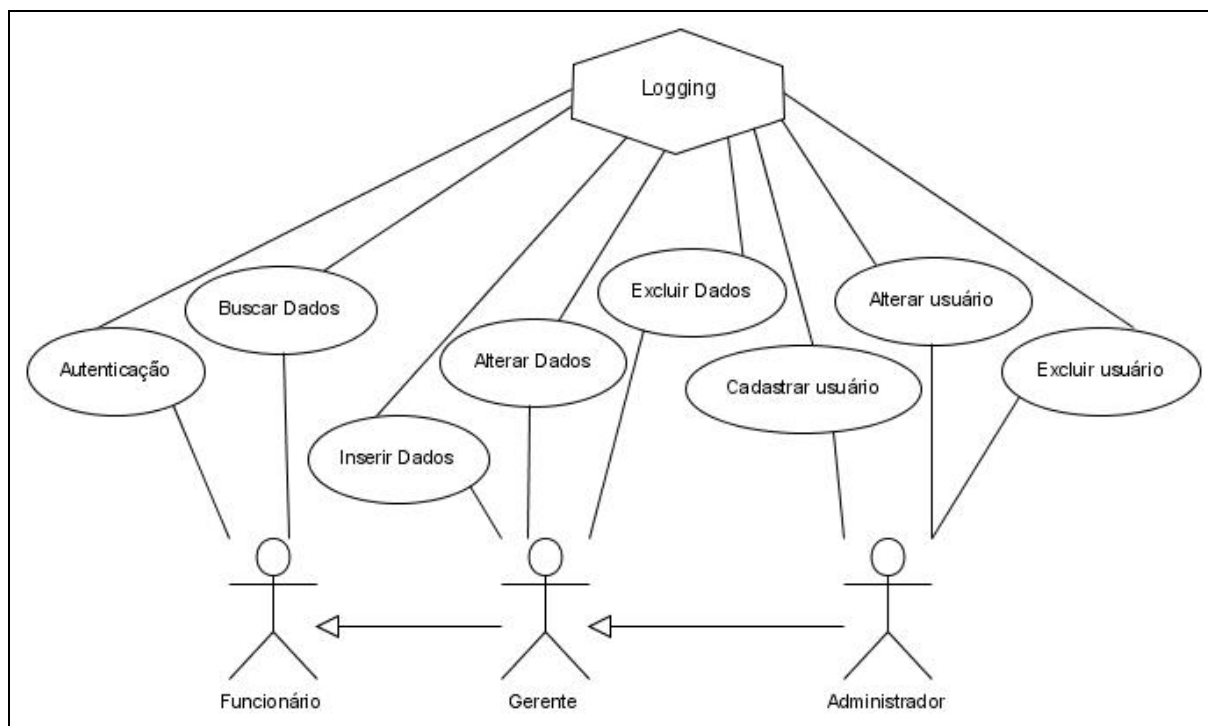 Logging
Excluir Dados
Alterar usuário
Buscar Dados
Alterar Dados
Autenticação
Cadastrar usuário
Excluir usuário
Inserir Dados
Funcionário
Gerente
Administrador